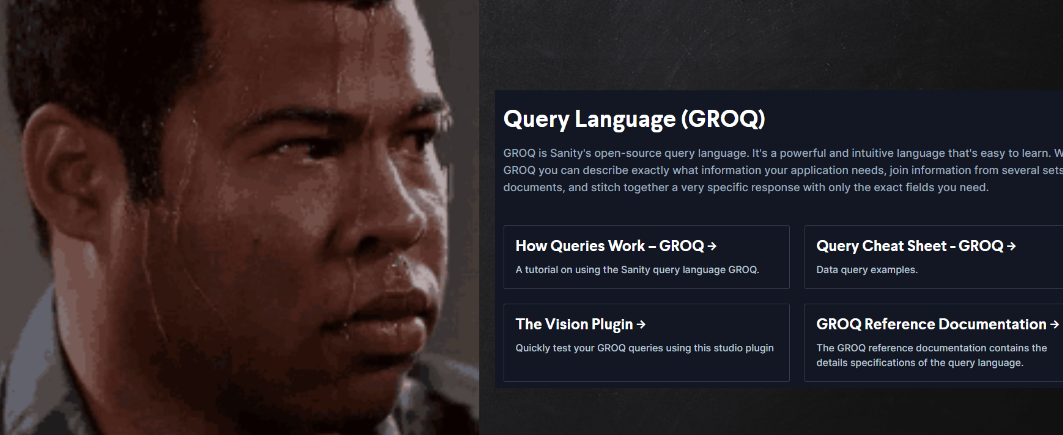 Query Language (GROQ)
GROQ is Sanity's open-source query language. It's a powerful and intuitive language that's easy to learn. W
GROQ you can describe exactly what information your application needs, join information from several sets
documents, and stitch together a very specific response with only the exact fields you need.
How Queries Work – GROQ →
A tutorial on using the Sanity query language GROQ.
Query Cheat Sheet - GROQ →
Data query examples.
The Vision Plugin →
Quickly test your GROQ queries using this studio plugin
GROQ Reference Documentation →
The GROQ reference documentation contains the
details specifications of the query language.